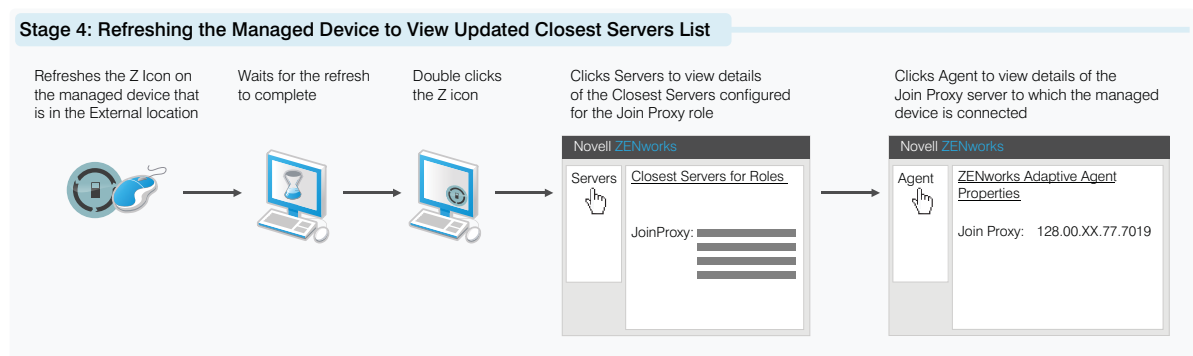 Stage 4: Refreshing the Managed Device to View Updated Closest Servers List
Refreshes the Z Icon on
the managed device that
is in the External location
Waits for the refresh
to complete
Double clicks
the Z icon
Clicks Servers to view details
of the Closest Servers configured
for the Join Proxy role
Novell ZENworks
Servers
Closest Servers for Roles
JoinProxy:
Clicks Agent to view details of the
Join Proxy server to which the managed
device is connected
Novell ZENworks
Agent
ZENworks Adaptive Agent
Properties
Join Proxy: 128.00.XX.77.7019